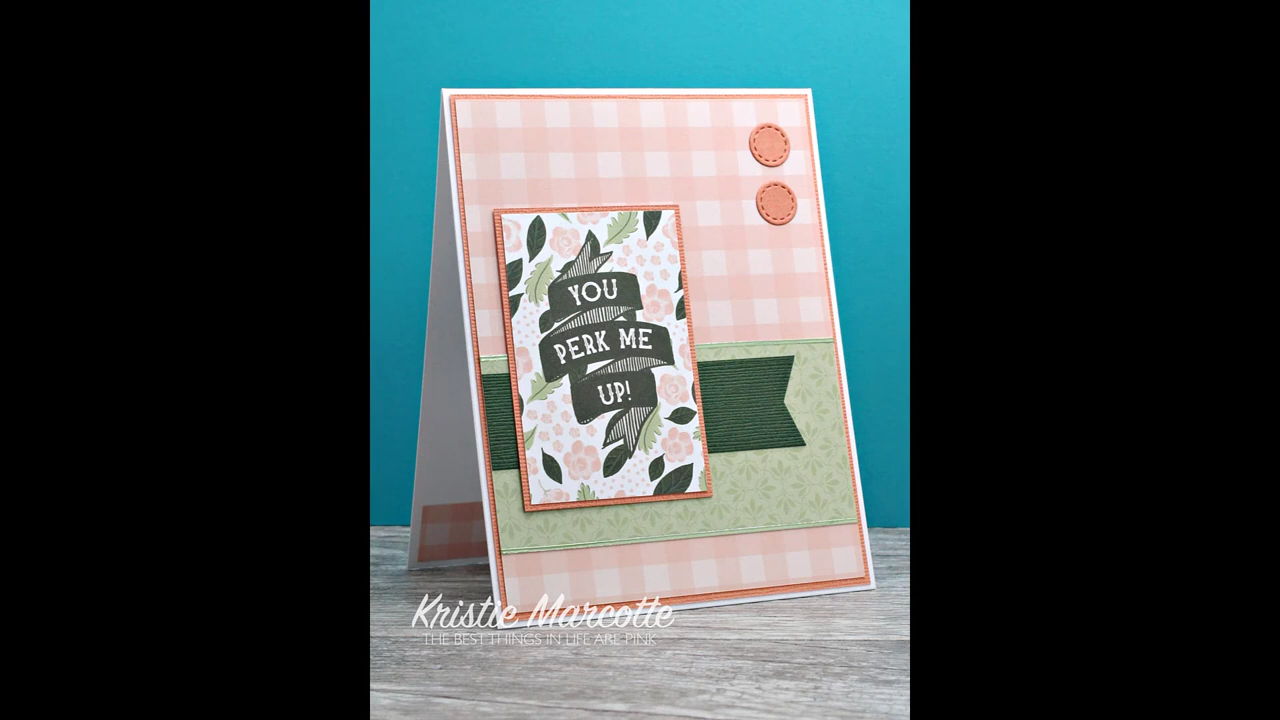 YOU
PERK ME
UP!
Kristie Marcotte
THE BEST THINGS IN LIFE ARE PINK